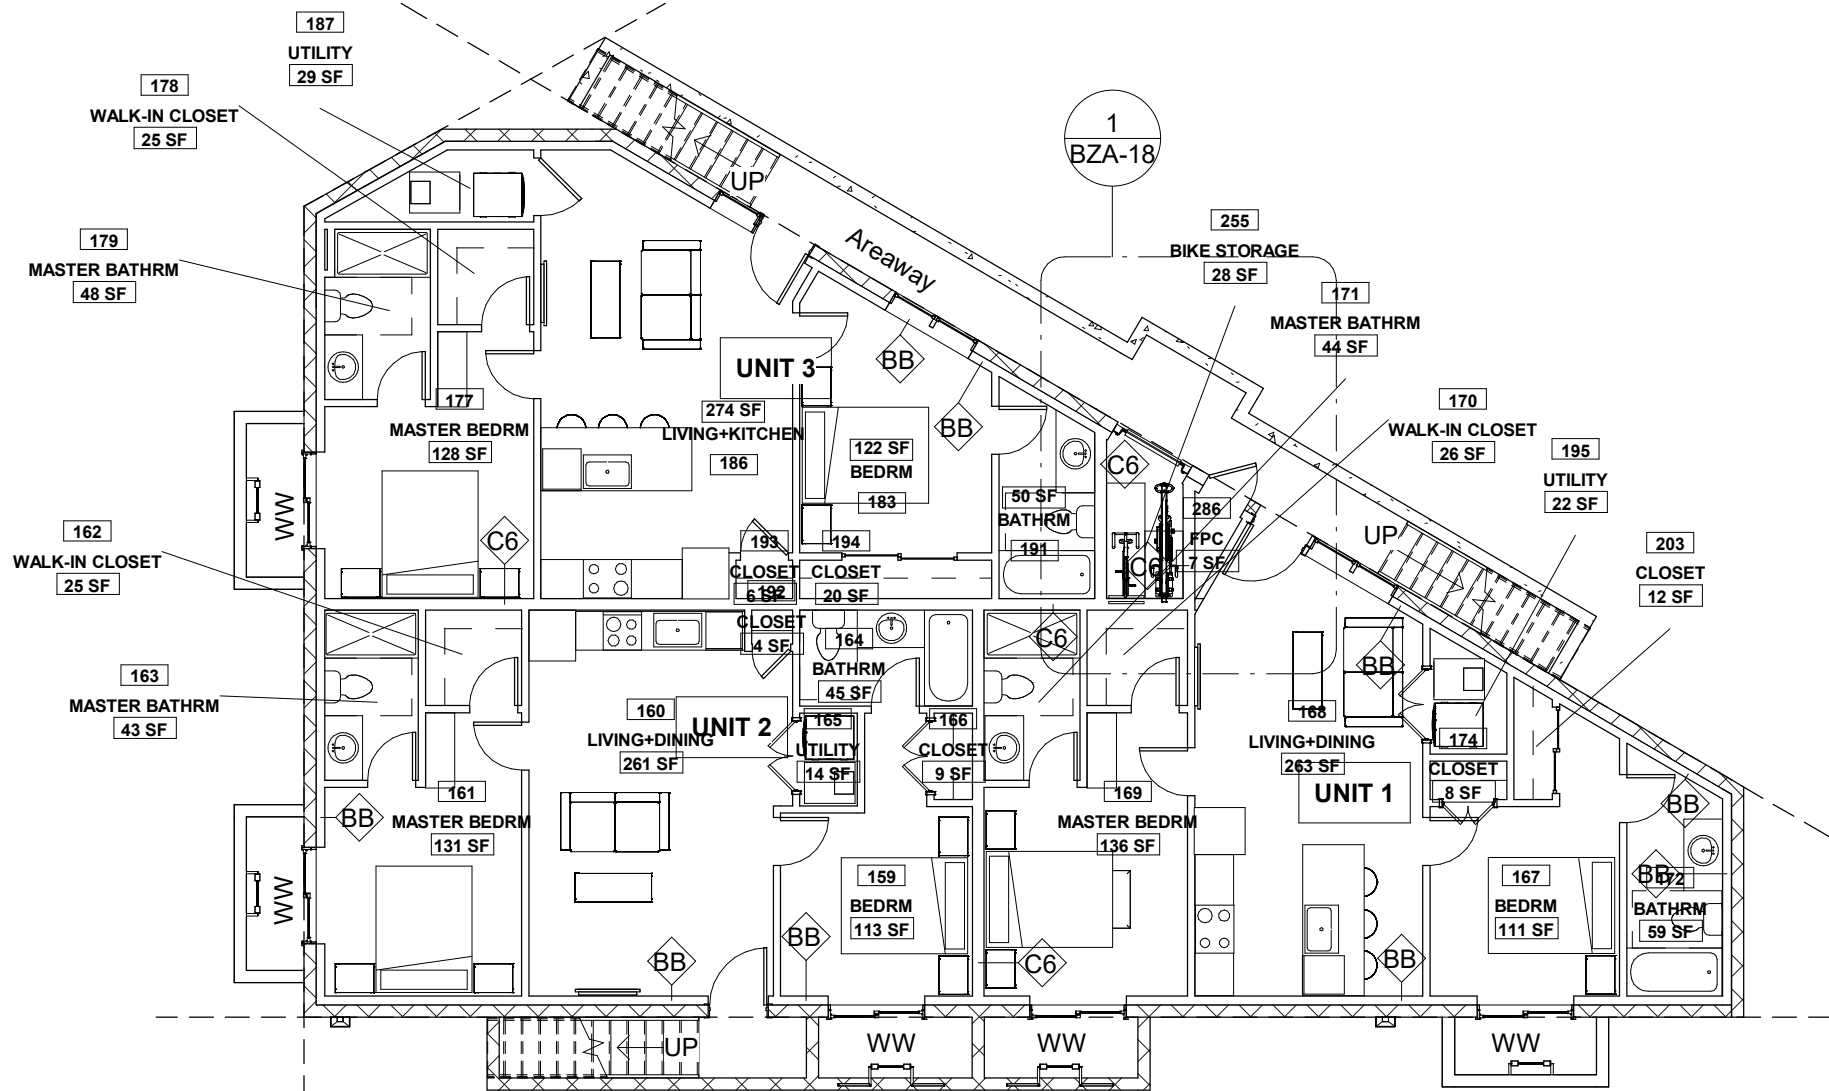 187
UTILITY
29 SF
178
WALK-IN CLOSET
25 SF
1
BZA-18
UP
179
MASTER BATHRM
48 SF
Areaway
255
BIKE STORAGE
28 SF
171
MASTER BATHRM
44 SF
BB
UNIT 3
177
MASTER BEDRM
128 SF
274 SF
LIVING+KITCHEN
186
BB
122 SF
BEDRM
183
170
WALK-IN CLOSET
26 SF
195
UTILITY
22 SF
C6
WW
50 SF
BATHRM
191
286
FPC
7 SF
C6
UP
162
WALK-IN CLOSET
25 SF
C6
193
CLOSET
6 SF
194
CLOSET
20 SF
203
CLOSET
12 SF
192
CLOSET
4 SF
164
BATHRM
45 SF
C6
BB
163
MASTER BATHRM
43 SF
160
UNIT 2
LIVING+DINING
261 SF
165
UTILITY
14 SF
166
CLOSET
9 SF
168
LIVING+DINING
263 SF
UNIT 1
174
CLOSET
8 SF
161
MASTER BEDRM
131 SF
BB
169
MASTER BEDRM
136 SF
BB
WW
159
BEDRM
113 SF
167
BEDRM
111 SF
BB
172
BATHRM
59 SF
BB
BB
C6
BB
UP
WW
WW
WW